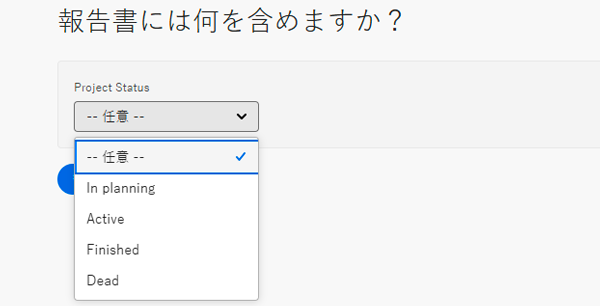 報告書には何を含めますか？
Project Status
-- 任意 --
-- 任意 --
In planning
Active
Finished
Dead